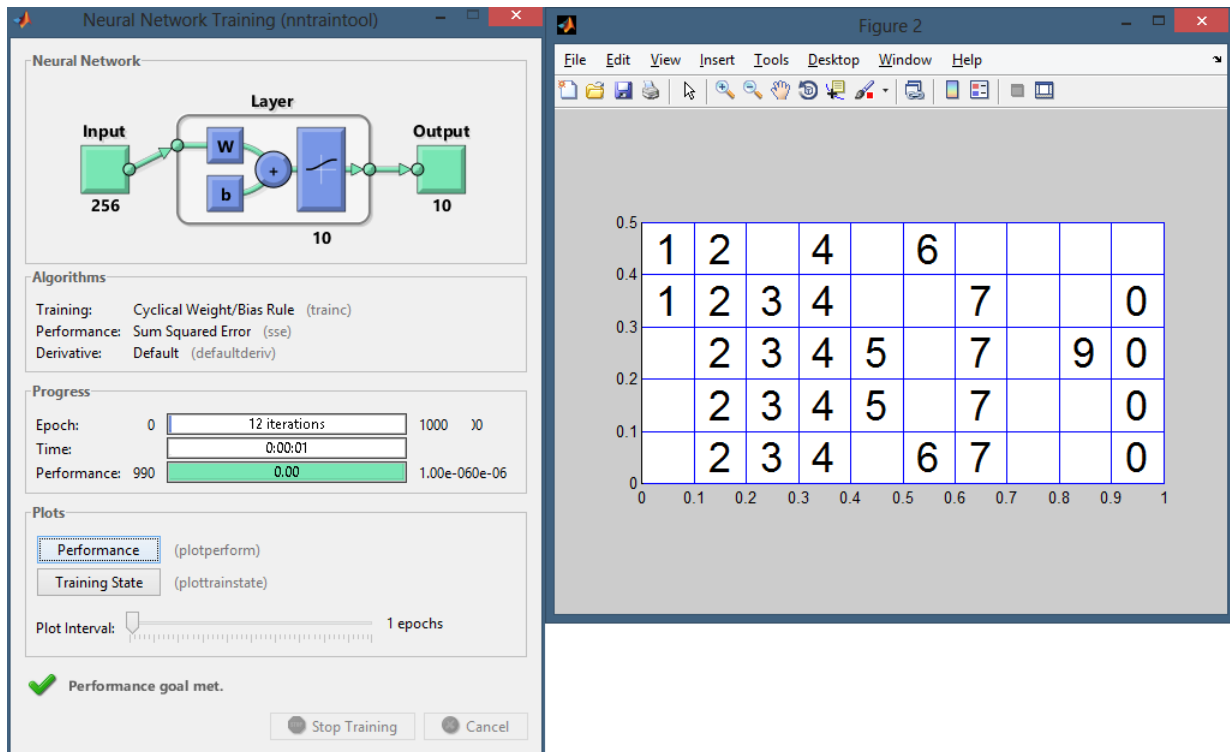 Neural Network Training (nntraintool)
Neural Network
Layer
Input
Output
W
b
+
256
10
10
Algorithms
Training: Cyclical Weight/Bias Rule (trainc)
Performance: Sum Squared Error (sse)
Derivative: Default (defaultderiv)
Progress
Epoch: 0 12 iterations 1000 )0
Time: 0:00:01
Performance: 990 0.00 1.00e-060e-06
Plots
Performance (plotperform)
Training State (plottrainstate)
Plot Interval: 1 epochs
Performance goal met.
Stop Training Cancel
Figure 2
File Edit View Insert Tools Desktop Window Help
0.5
1 2 4 6
0.4
1 2 3 4 7 0
0.3
2 3 4 5 7 9 0
0.2
2 3 4 5 7 0
0.1
2 3 4 6 7 0
0
0 0.1 0.2 0.3 0.4 0.5 0.6 0.7 0.8 0.9 1